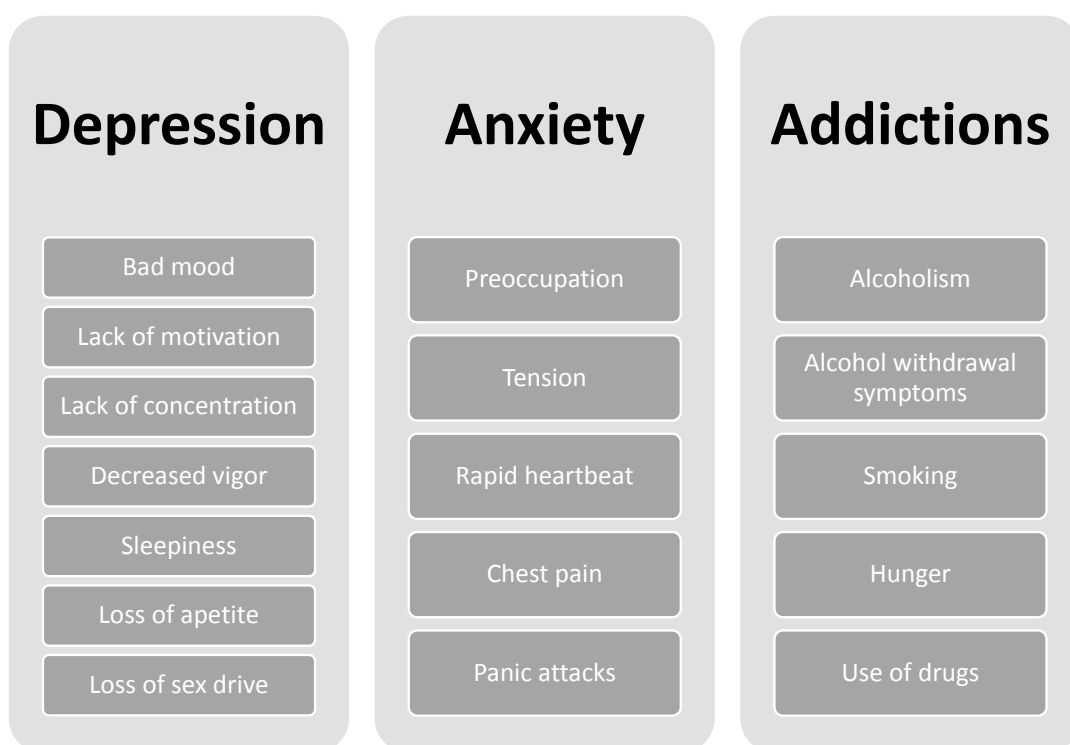 Depression
Bad mood
Lack of motivation
Lack of concentration
Decreased vigor
Sleepiness
Loss of apetite
Loss of sex drive
Anxiety
Preoccupation
Tension
Rapid heartbeat
Chest pain
Panic attacks
Addictions
Alcoholism
Alcohol withdrawal
symptoms
Smoking
Hunger
Use of drugs